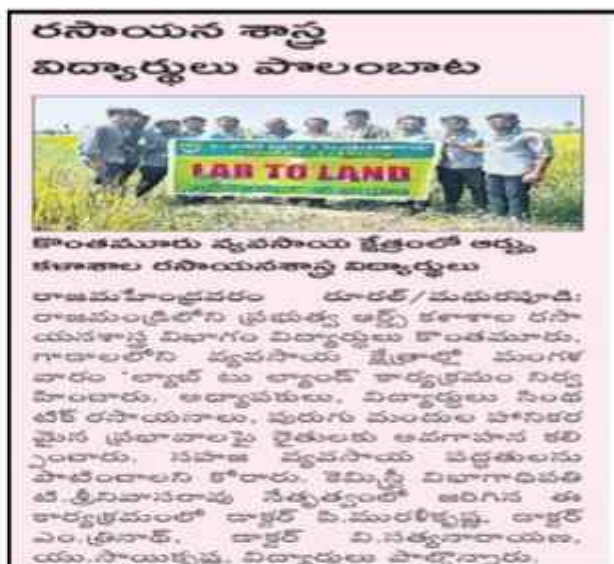 రసాయన శాస్త్ర
విద్యార్థులు పొలంబాట
LAB TO LAND
కొంతమూరు వ్యవసాయ క్షేత్రంలో ఆర్ట్సు
కళాశాల రసాయనశాస్త్ర విద్యార్థులు
రాజమహేంద్రవరం రూరల్/మధురపూడి:
రాజమండ్రిలోని ప్రభుత్వ ఆర్ట్స్ కళాశాల రసా
యనశాస్త్ర విభాగం విద్యార్థులు కొంతమూరు,
గాడాలలోని వ్యవసాయ క్షేత్రాల్లో మంగళ
వారం 'ల్యాబ్ టు ల్యాండ్' కార్యక్రమం నిర్వ
హించారు. అధ్యాపకులు, విద్యార్థులు సింథ
టిక్ రసాయనాలు, పురుగు మందుల హానికర
మైన ప్రభావాలపై రైతులకు అవగాహన కల్పి
ంచారు. సహజ వ్యవసాయ పద్ధతులను
పాటించాలని కోరారు. కెమిస్ట్రీ విభాగాధిపతి
టి.శ్రీనివాసరావు నేతృత్వంలో జరిగిన ఈ
కార్యక్రమంలో డాక్టర్ పి.మురళీకృష్ణ, డాక్టర్
ఎం.త్రినాథ్, డాక్టర్ వి.సత్యనారాయణ,
యు.సాయికృష్ణ, విద్యార్థులు పాల్గొన్నారు.